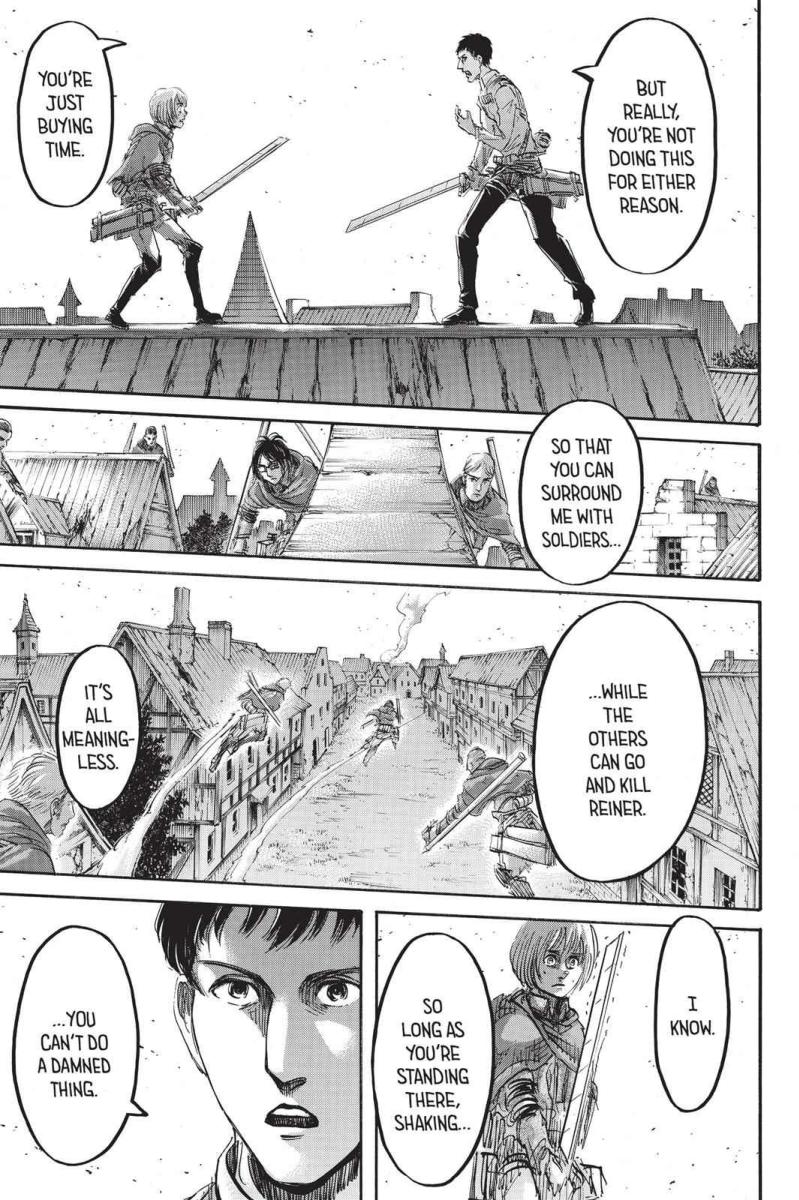 BUT
REALLY,
YOU'RE NOT
DOING THIS
FOR EITHER
REASON.
YOU'RE
JUST
BUYING
TIME.
SO THAT
YOU CAN
SURROUND
ME WITH
SOLDIERS...
...WHILE
THE
OTHERS
CAN GO
AND KILL
REINER.
IT'S
ALL
MEANING-
LESS.
I
KNOW.
SO
LONG AS
YOU'RE
STANDING
THERE,
SHAKING...
...YOU
CAN'T DO
A DAMNED
THING.